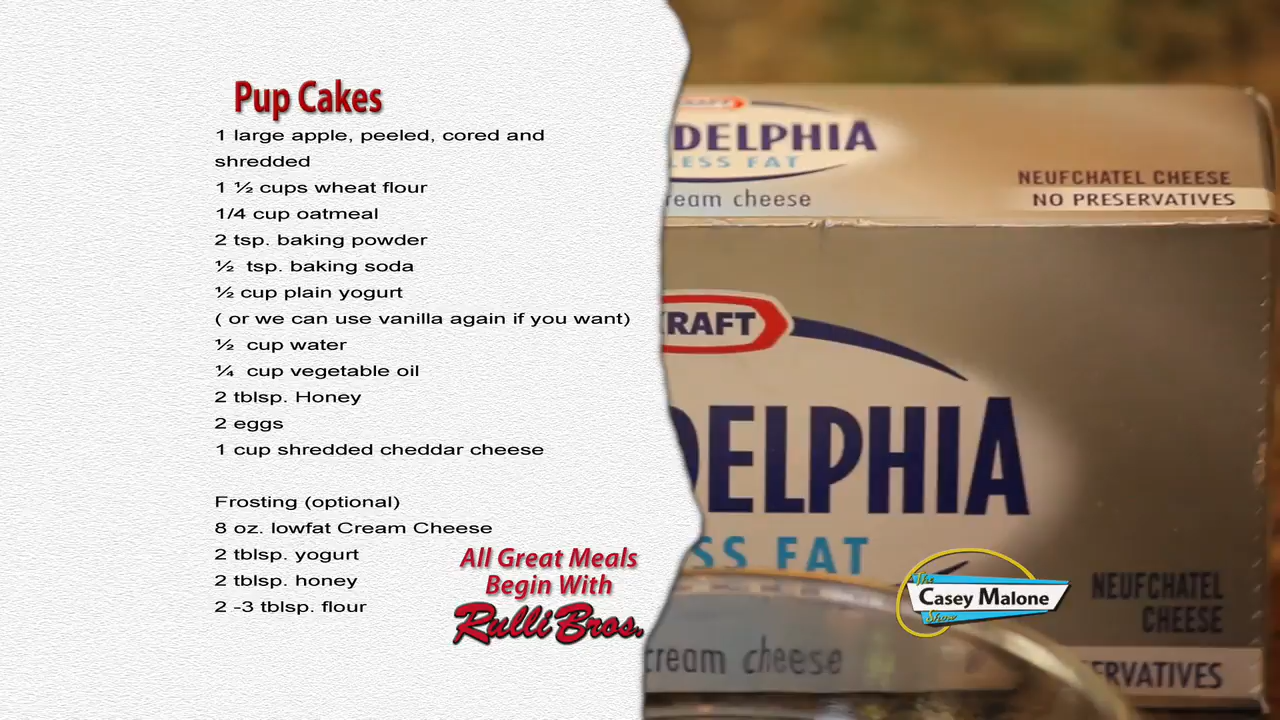 Pup Cakes
1 large apple, peeled, cored and
shredded
1 ½ cups wheat flour
1/4 cup oatmeal
2 tsp. baking powder
½  tsp. baking soda
½ cup plain yogurt
( or we can use vanilla again if you want)
½  cup water
¼  cup vegetable oil
2 tblsp. Honey
2 eggs
1 cup shredded cheddar cheese
Frosting (optional)
8 oz. lowfat Cream Cheese
2 tblsp. yogurt
2 tblsp. honey
2 -3 tblsp. flour
All Great Meals
Begin With
Rulli Bros.
RAFT
DELPHIA
LESS FAT
ream cheese
NEUFCHATEL CHEESE
NO PRESERVATIVES
KRAFT
DELPHIA
SS FAT
cream cheese
The
Casey Malone
Show
NEUFCHATEL
CHEESE
ERVATIVES